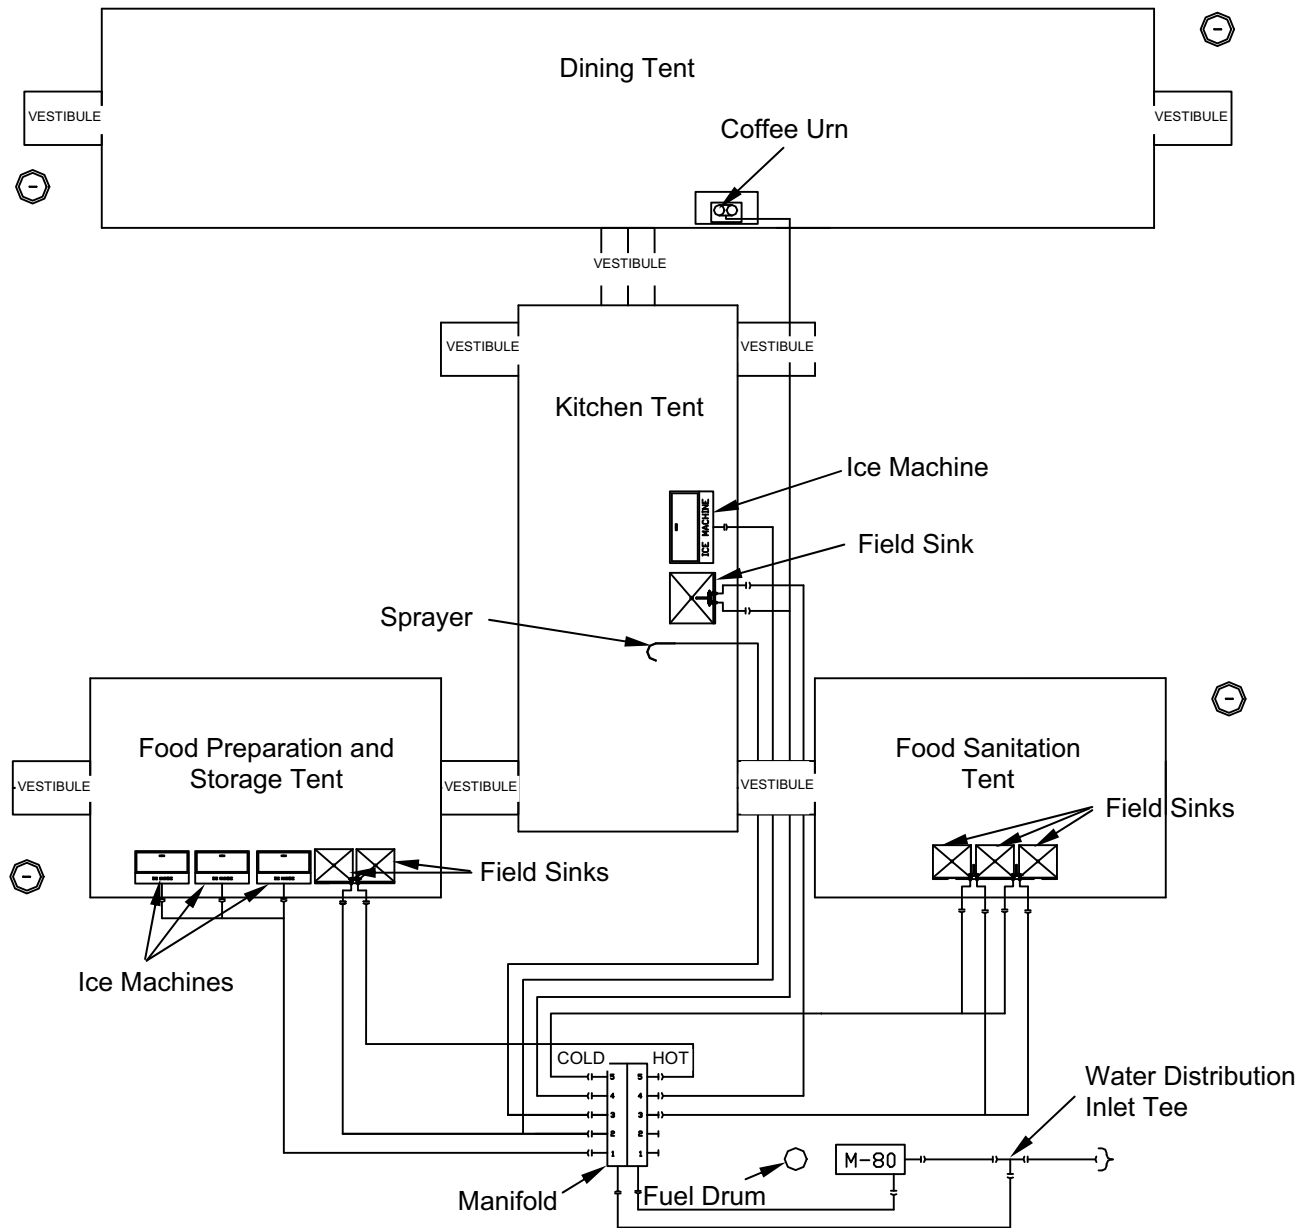 Dining Tent
VESTIBULE
VESTIBULE
Coffee Urn
VESTIBULE
VESTIBULE
VESTIBULE
Kitchen Tent
Ice Machine
ICE MACHINE
Field Sink
Sprayer
Food Preparation and
Storage Tent
Food Sanitation
Tent
VESTIBULE
VESTIBULE
VESTIBULE
Field Sinks
Field Sinks
Ice Machines
COLD
HOT
5
5
4
4
3
3
2
2
1
1
Water Distribution
Inlet Tee
M-80
Manifold
Fuel Drum